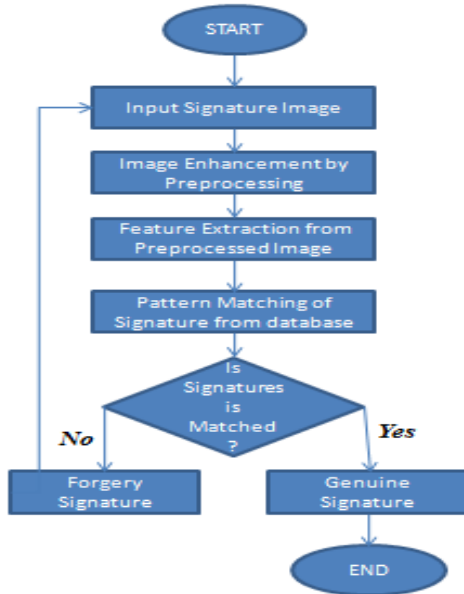 START
Input Signature Image
Image Enhancement by
Preprocessing
Feature Extraction from
Preprocessed Image
Pattern Matching of
Signature from database
Is
Signatures
is
Matched
?
No
Yes
Forgery
Signature
Genuine
Signature
END